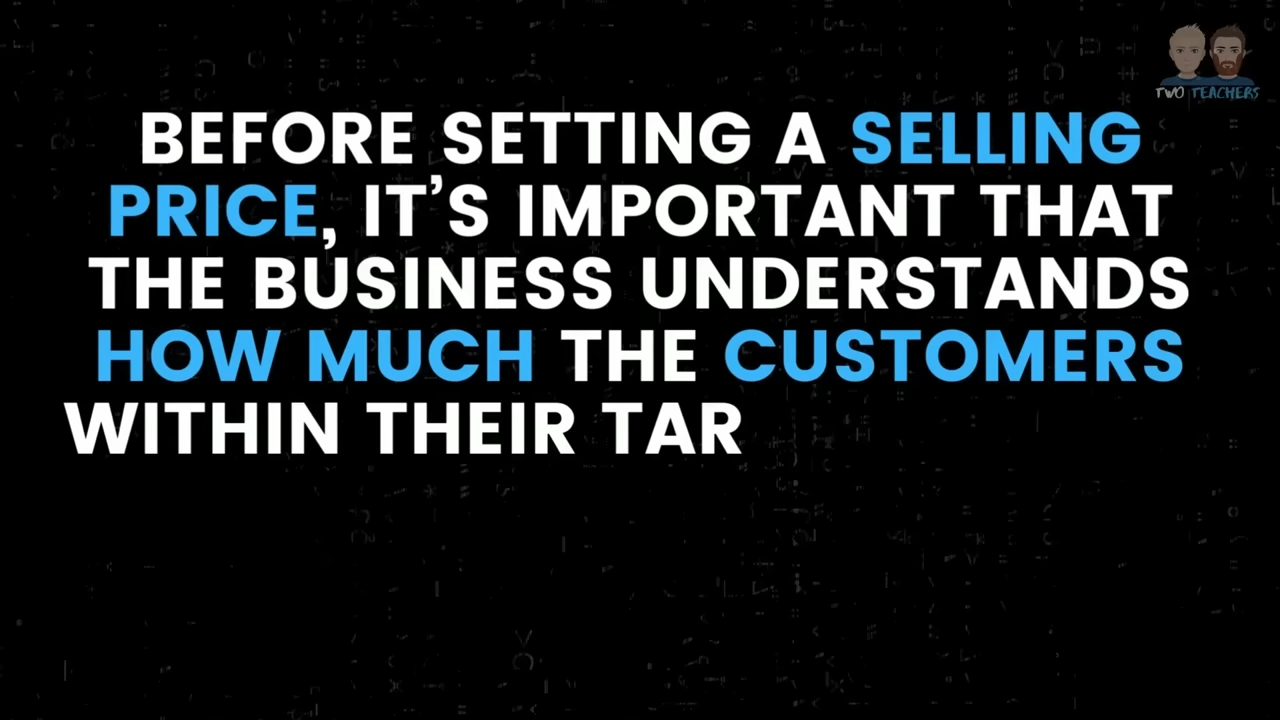 TWO TEACHERS
BEFORE SETTING A SELLING
PRICE, IT'S IMPORTANT THAT
THE BUSINESS UNDERSTANDS
HOW MUCH THE CUSTOMERS
WITHIN THEIR TAR